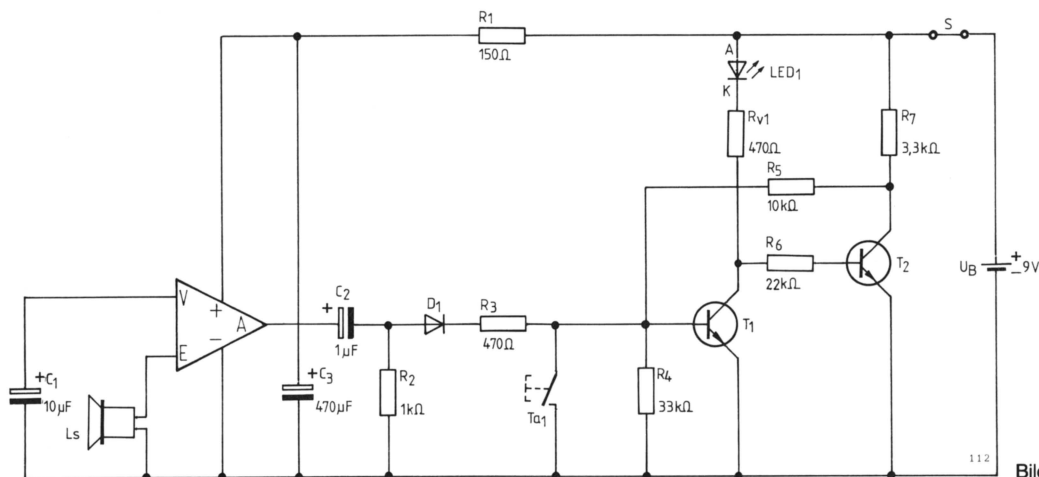 R1
150Ω
S
A
LED1
K
Rv1
470Ω
R7
3,3kΩ
R5
10kΩ
R6
22kΩ
T2
UB
+
−
9V
V
+
A
−
E
+
C2
1µF
D1
R3
470Ω
T1
+
C1
10µF
Ls
+
C3
470µF
R2
1kΩ
Ta1
R4
33kΩ
112